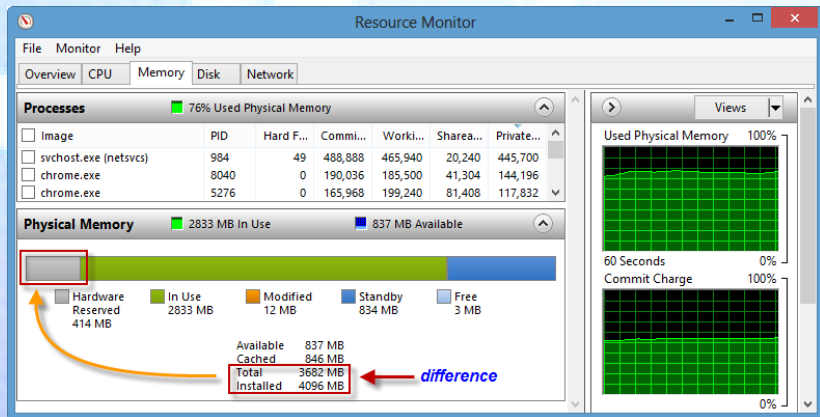 Resource Monitor
File Monitor Help
Overview CPU Memory Disk Network
Processes 76% Used Physical Memory
Image PID Hard F... Commi... Worki... Sharea... Private...
svchost.exe (netsvcs) 984 49 488,888 465,940 20,240 445,700
chrome.exe 8040 0 190,036 185,500 41,304 144,196
chrome.exe 5276 0 165,968 199,240 81,408 117,832
Physical Memory 2833 MB In Use 837 MB Available
Hardware Reserved 414 MB
In Use 2833 MB
Modified 12 MB
Standby 834 MB
Free 3 MB
Available 837 MB
Cached 846 MB
Total 3682 MB
Installed 4096 MB
difference
Views
Used Physical Memory 100%
60 Seconds 0%
Commit Charge 100%
0%